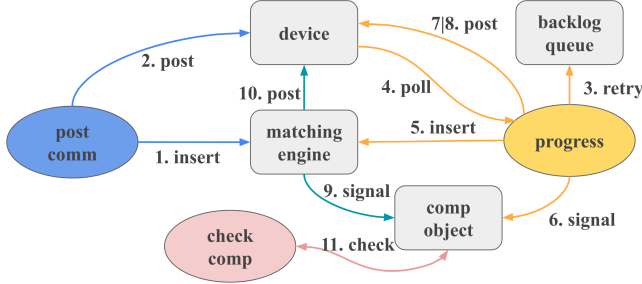 device
7|8. post
backlog
queue
2. post
4. poll
3. retry
10. post
post
comm
1. insert
matching
engine
5. insert
progress
9. signal
comp
object
6. signal
check
comp
11. check